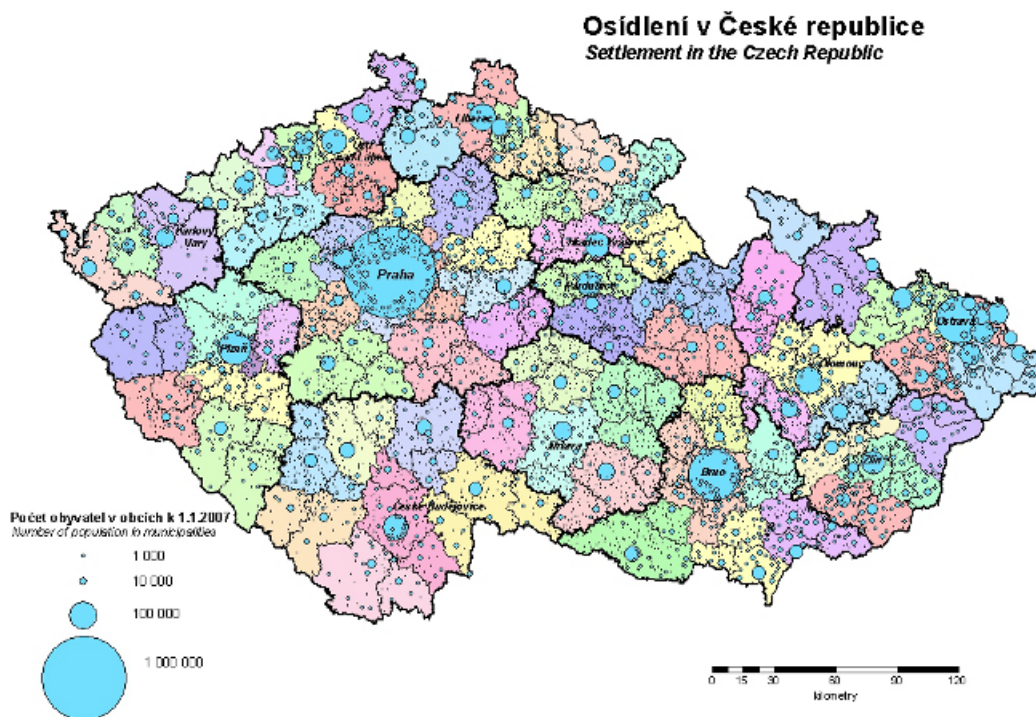 Osídlení v České republice
Settlement in the Czech Republic
Liberec
Karlovy
Vary
Praha
Hradec Králové
Pardubice
Plzeň
Ostrava
Olomouc
Jihlava
Brno
Zlín
České Budějovice
Počet obyvatel v obcích k 1.1.2007
Number of population in municipalities
1 000
10 000
100 000
1 000 000
0 15 30 60 90 120
kilometry